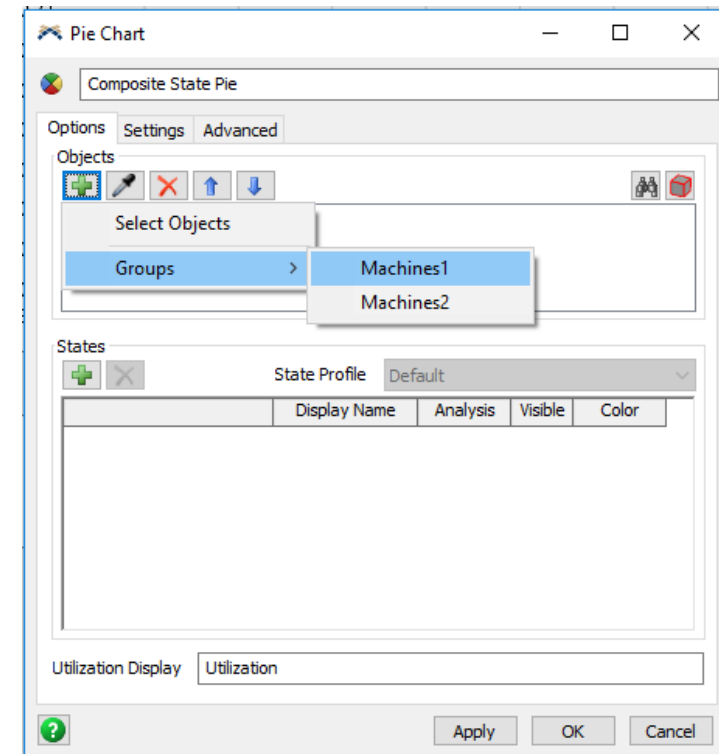 Pie Chart
Composite State Pie
Options Settings Advanced
Objects
Select Objects
Groups
Machines1
Machines2
States
State Profile Default
Display Name Analysis Visible Color
Utilization Display Utilization
Apply OK Cancel